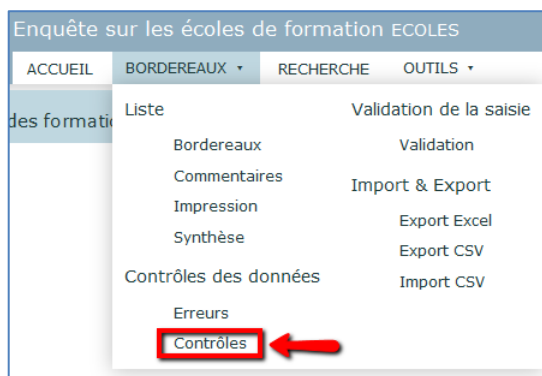 Enquête sur les écoles de formation ECOLES
ACCUEIL BORDEREAUX RECHERCHE OUTILS
des formatio
Liste
Bordereaux
Commentaires
Impression
Synthèse
Contrôles des données
Erreurs
Contrôles
Validation de la saisie
Validation
Import & Export
Export Excel
Export CSV
Import CSV